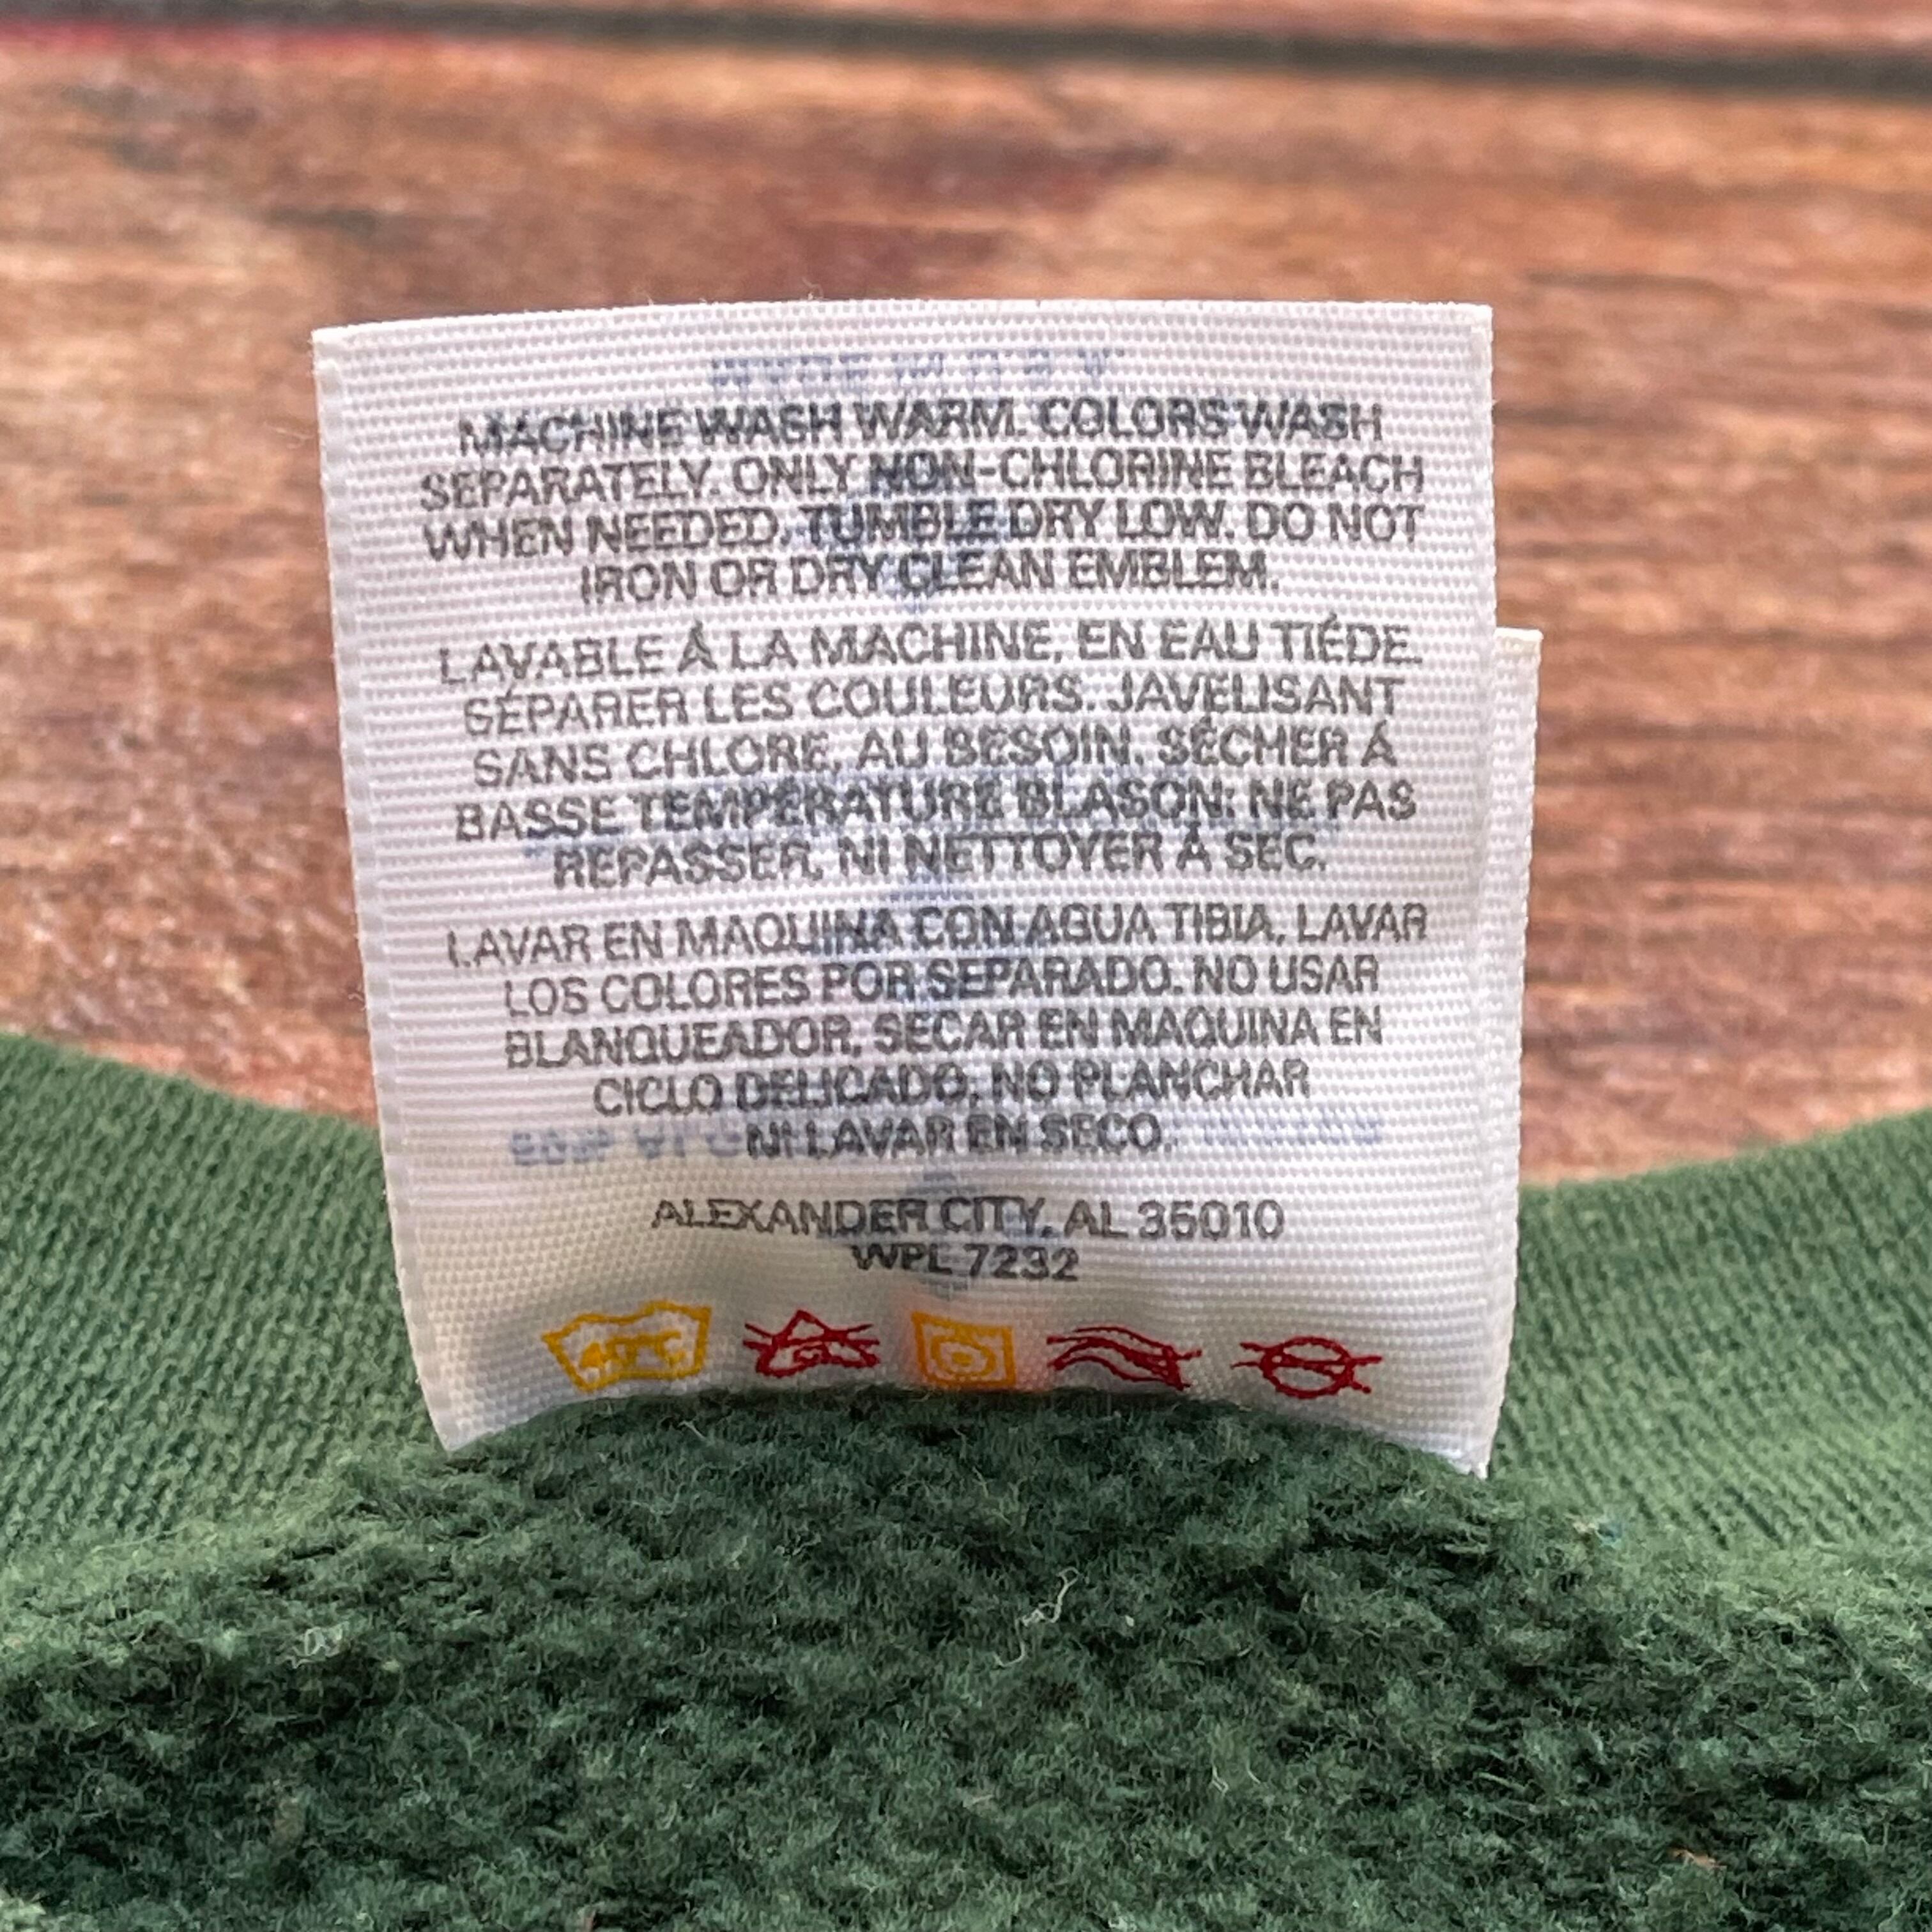 MACHINE WASH WARM. COLORS WASH
SEPARATELY. ONLY NON-CHLORINE BLEACH
WHEN NEEDED. TUMBLE DRY LOW. DO NOT
IRON OR DRY CLEAN EMBLEM.
LAVABLE Á LA MACHINE, EN EAU TIÉDE.
SÉPARER LES COULEURS. JAVELISANT
SANS CHLORE, AU BESOIN. SÉCHER Á
BASSE TEMPÉRATURE BLASON: NE PAS
REPASSER, NI NETTOYER Á SEC.
LAVAR EN MAQUINA CON AGUA TIBIA. LAVAR
LOS COLORES POR SEPARADO. NO USAR
BLANQUEADOR. SECAR EN MAQUINA EN
CICLO DELICADO. NO PLANCHAR
NI LAVAR EN SECO.
ALEXANDER CITY, AL 35010
WPL 7232